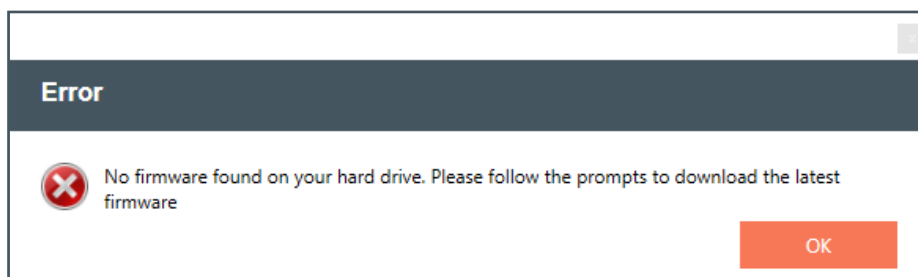 Error
No firmware found on your hard drive. Please follow the prompts to download the latest
firmware
OK